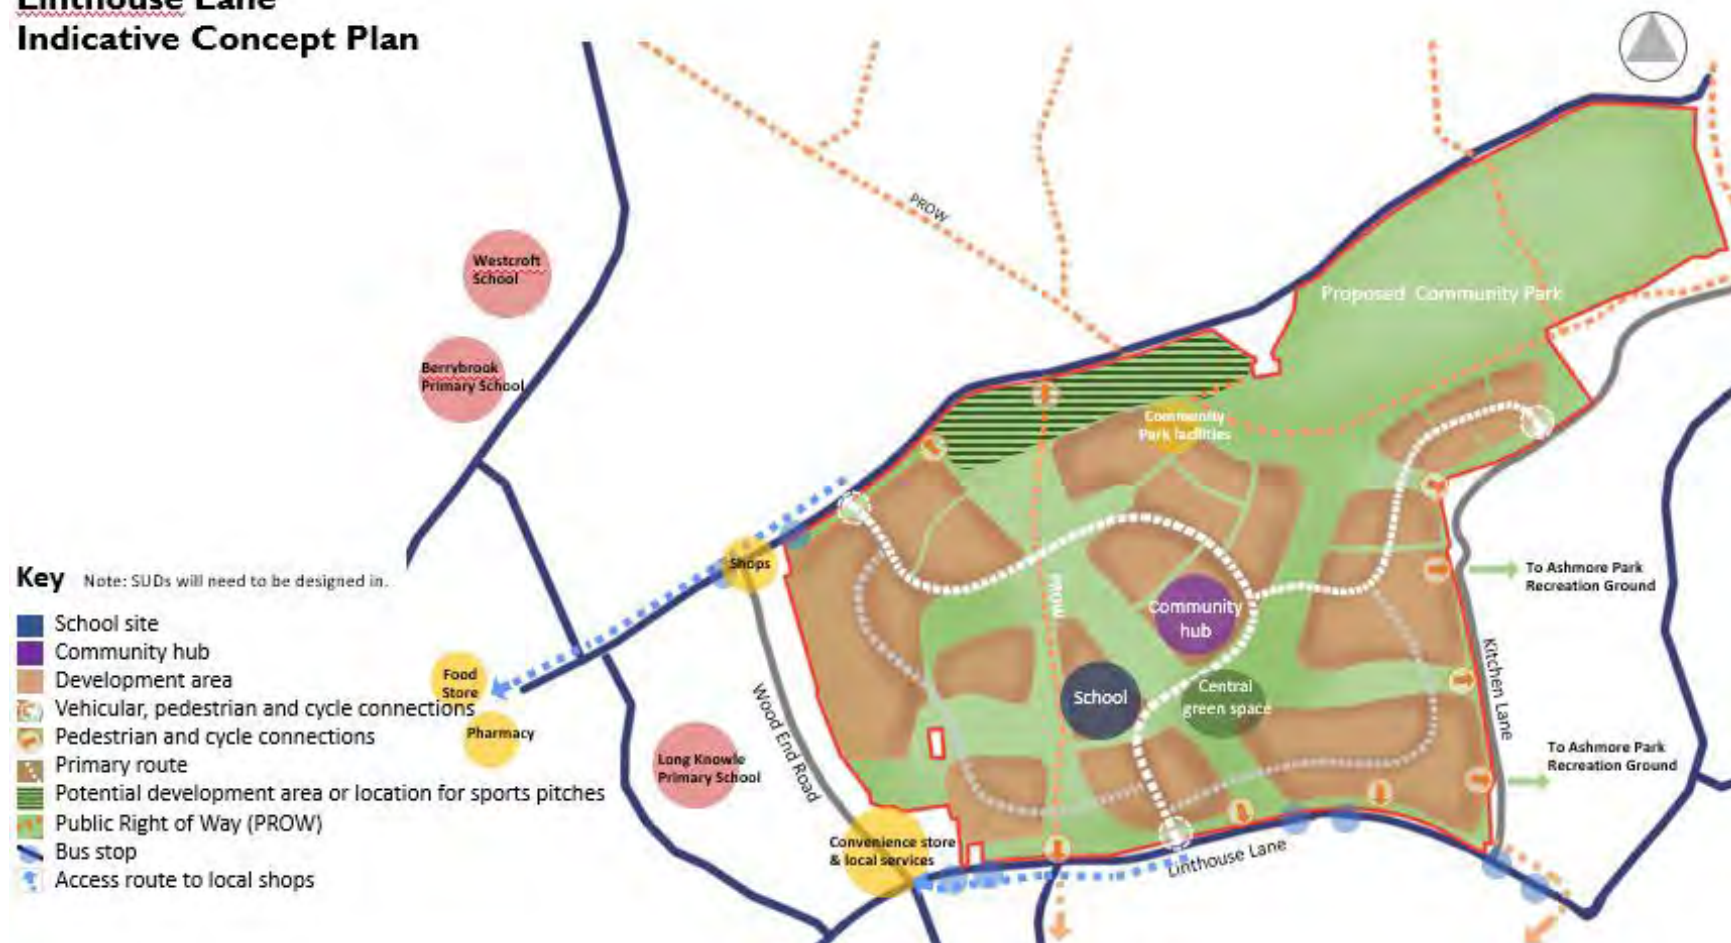 Linthouse Lane
Indicative Concept Plan
PROW
Westcroft
School
Proposed Community Park
Berrybrook
Primary School
Community
Park facilities
Shops
Key Note: SUDs will need to be designed in.
School site
Community hub
Development area
Vehicular, pedestrian and cycle connections
Pedestrian and cycle connections
Primary route
Potential development area or location for sports pitches
Public Right of Way (PROW)
Bus stop
Access route to local shops
To Ashmore Park
Recreation Ground
PROW
Community
hub
Food
Store
Pharmacy
School
Central
green space
Wood End Road
Kitchen Lane
Long Knowle
Primary School
To Ashmore Park
Recreation Ground
Convenience store
& local services
Linthouse Lane